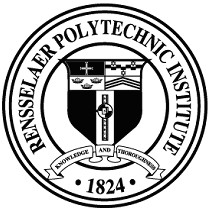 RENSSELAER POLYTECHNIC INSTITUTE
KNOWLEDGE AND THOROUGHNESS
· 1824 ·